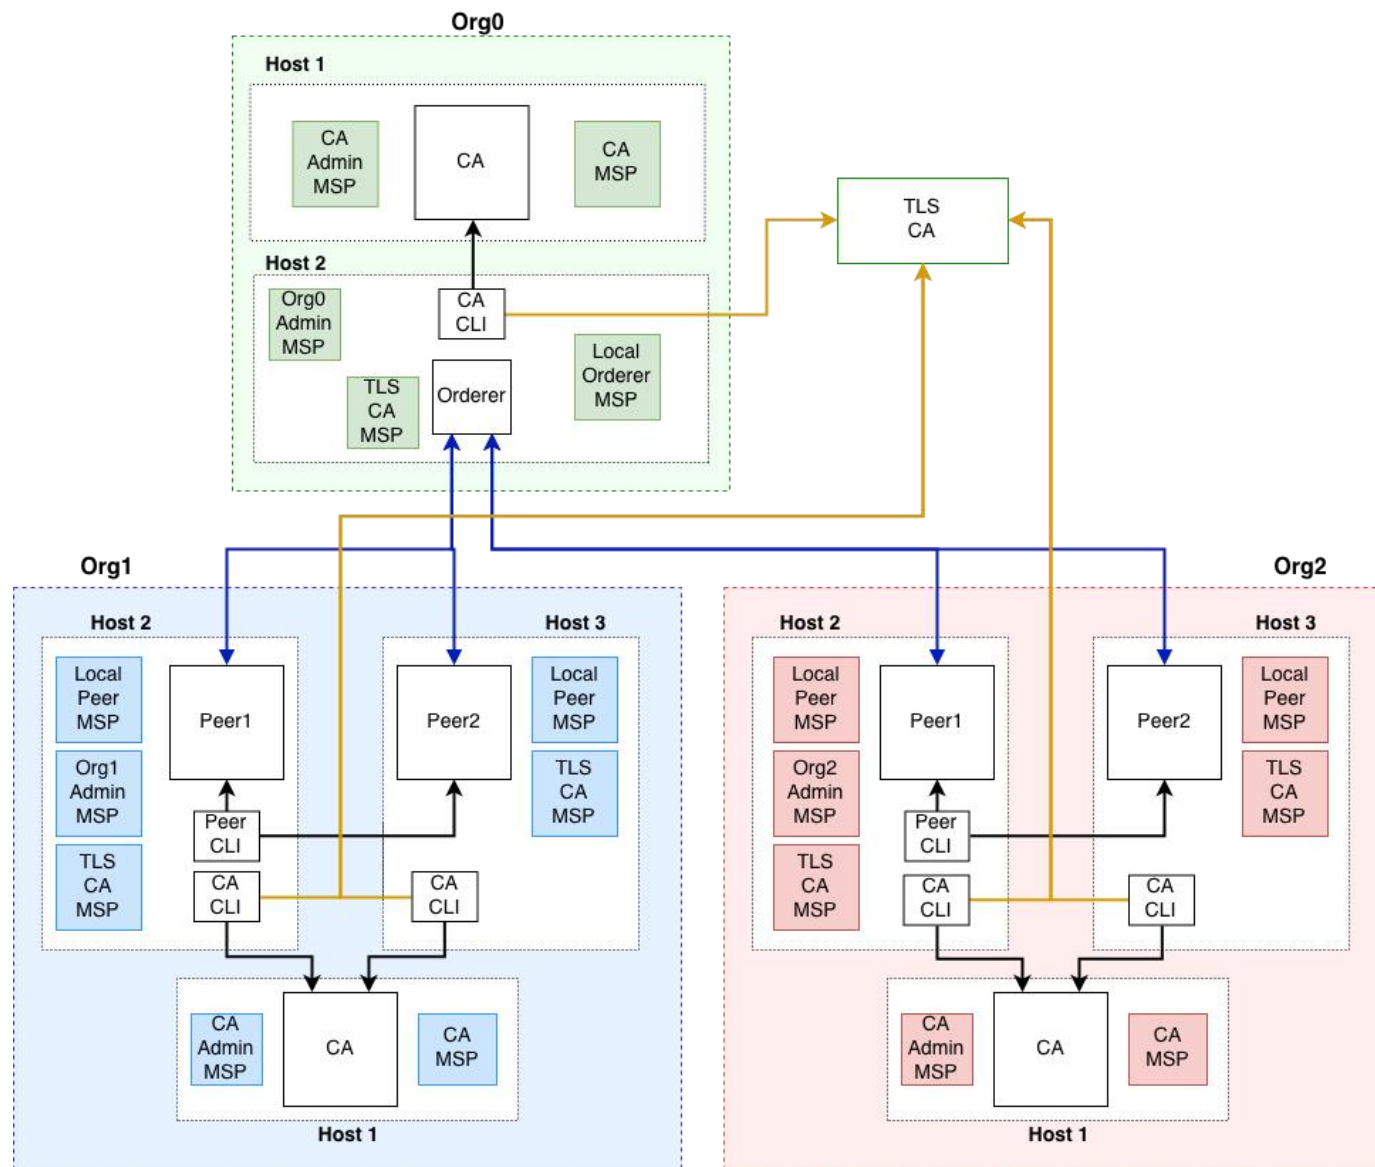 Org0
Host 1
CA
Admin
MSP
CA
CA
MSP
TLS
CA
Host 2
Org0
Admin
MSP
CA
CLI
Local
Orderer
MSP
TLS
CA
MSP
Orderer
Org1
Host 2
Host 3
Local
Peer
MSP
Peer1
Peer2
Local
Peer
MSP
Org1
Admin
MSP
TLS
CA
MSP
Peer
CLI
TLS
CA
MSP
CA
CLI
CA
CLI
CA
Admin
MSP
CA
CA
MSP
Host 1
Org2
Host 2
Host 3
Local
Peer
MSP
Peer1
Peer2
Local
Peer
MSP
Org2
Admin
MSP
TLS
CA
MSP
Peer
CLI
TLS
CA
MSP
CA
CLI
CA
CLI
CA
Admin
MSP
CA
CA
MSP
Host 1